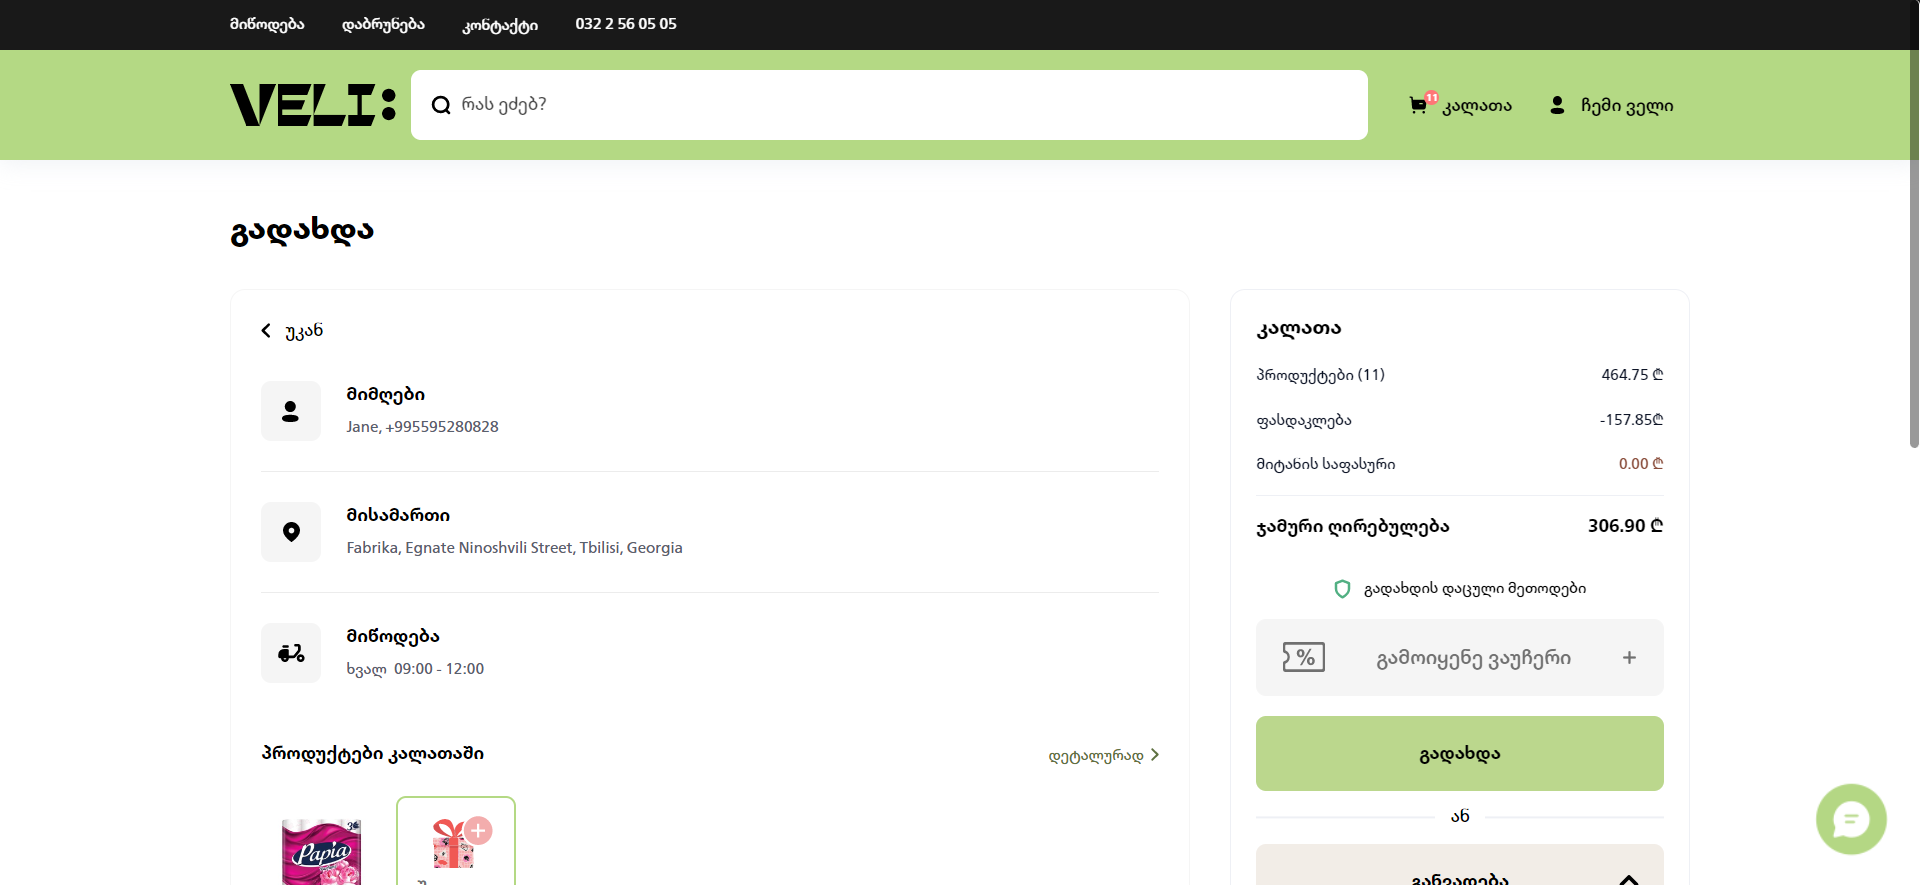 მიწოდება
დაბრუნება
კონტაქტი
032 2 56 05 05
VELI:
რას ეძებ?
11
კალათა
ჩემი ველი
გადახდა
უკან
მიმღები
Jane, +995595280828
მისამართი
Fabrika, Egnate Ninoshvili Street, Tbilisi, Georgia
მიწოდება
ხვალ 09:00 - 12:00
პროდუქტები კალათაში
დეტალურად
Papia
კალათა
პროდუქტები (11) 464.75 ₾
ფასდაკლება -157.85₾
მიტანის საფასური 0.00 ₾
ჯამური ღირებულება 306.90 ₾
გადახდის დაცული მეთოდები
% გამოიყენე ვაუჩერი +
გადახდა
ან
განვადება